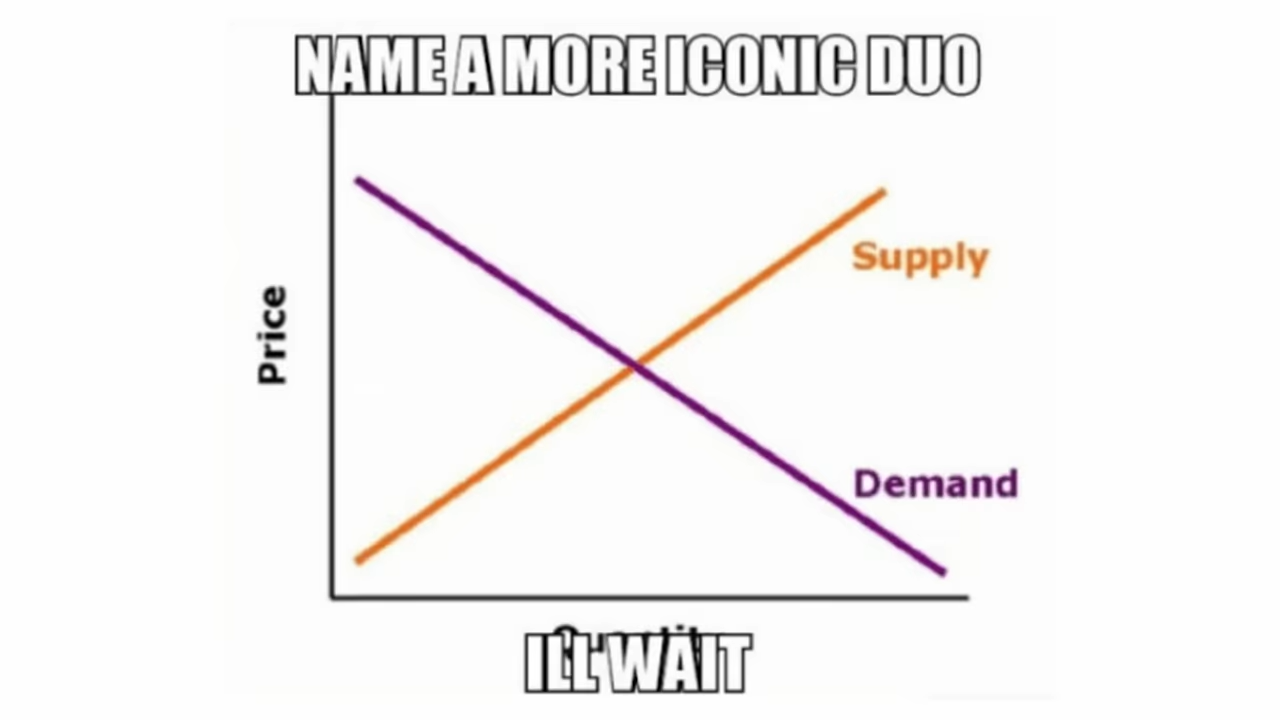 NAME A MORE ICONIC DUO
Price
Supply
Demand
ILL WAIT